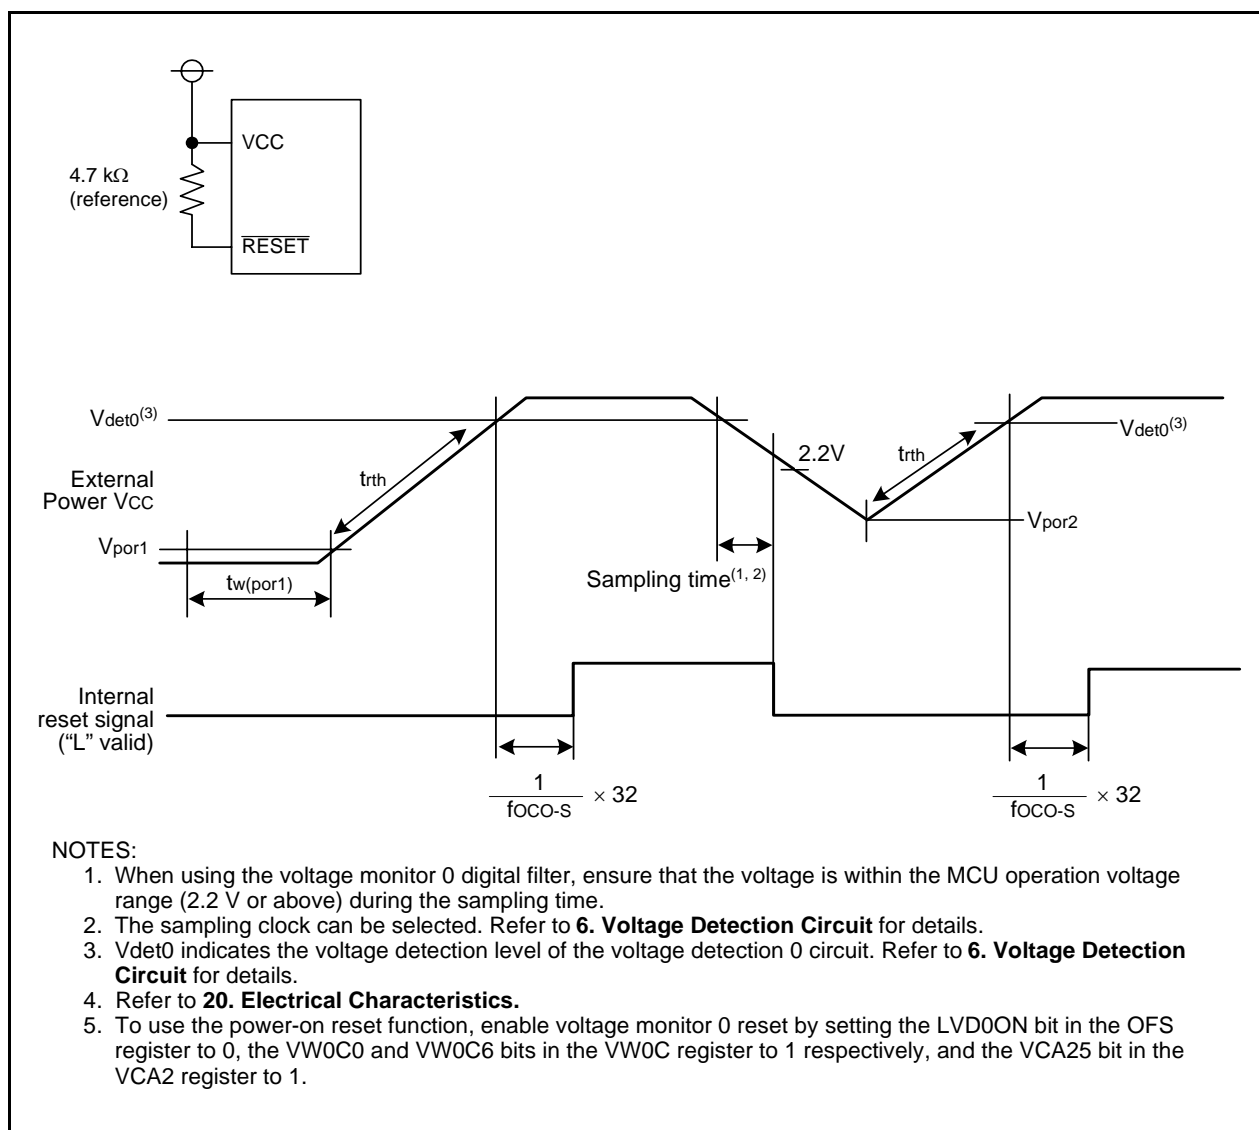 VCC
4.7 kΩ
(reference)
RESET
Vdet0(3)
Vdet0(3)
2.2V
trth
trth
External
Power VCC
Vpor1
Vpor2
tw(por1)
Sampling time(1, 2)
Internal
reset signal
(“L” valid)
1
fOCO-S
× 32
1
fOCO-S
× 32
NOTES:
1. When using the voltage monitor 0 digital filter, ensure that the voltage is within the MCU operation voltage
range (2.2 V or above) during the sampling time.
2. The sampling clock can be selected. Refer to 6. Voltage Detection Circuit for details.
3. Vdet0 indicates the voltage detection level of the voltage detection 0 circuit. Refer to 6. Voltage Detection
Circuit for details.
4. Refer to 20. Electrical Characteristics.
5. To use the power-on reset function, enable voltage monitor 0 reset by setting the LVD0ON bit in the OFS
register to 0, the VW0C0 and VW0C6 bits in the VW0C register to 1 respectively, and the VCA25 bit in the
VCA2 register to 1.